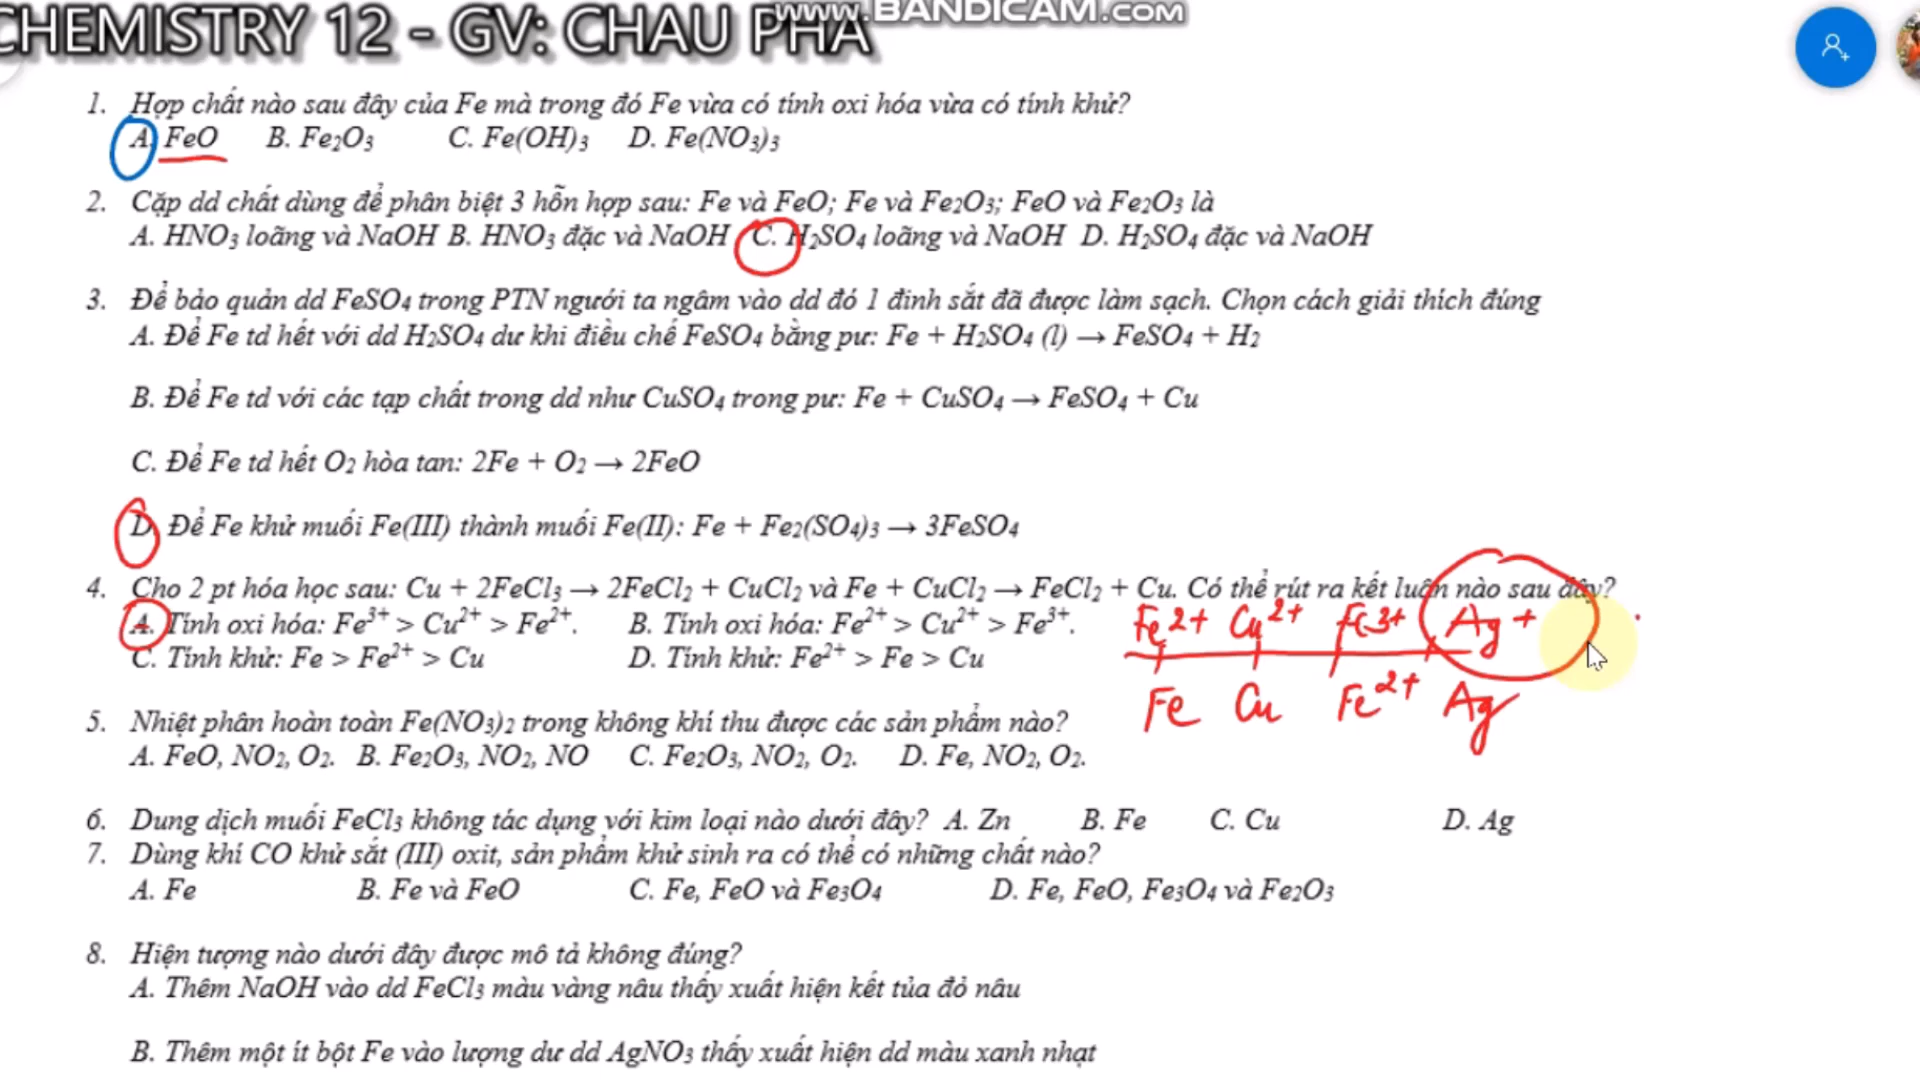 www.BANDICAM.com
CHEMISTRY 12 - GV: CHAU PHA
1. Hợp chất nào sau đây của Fe mà trong đó Fe vừa có tính oxi hóa vừa có tính khử?
A. FeO B. Fe2O3 C. Fe(OH)3 D. Fe(NO3)3
2. Cặp dd chất dùng để phân biệt 3 hỗn hợp sau: Fe và FeO; Fe và Fe2O3; FeO và Fe2O3 là
A. HNO3 loãng và NaOH B. HNO3 đặc và NaOH C. H2SO4 loãng và NaOH D. H2SO4 đặc và NaOH
3. Để bảo quản dd FeSO4 trong PTN người ta ngâm vào dd đó 1 đinh sắt đã được làm sạch. Chọn cách giải thích đúng
A. Để Fe td hết với dd H2SO4 dư khi điều chế FeSO4 bằng pư: Fe + H2SO4 (l) → FeSO4 + H2
B. Để Fe td với các tạp chất trong dd như CuSO4 trong pư: Fe + CuSO4 → FeSO4 + Cu
C. Để Fe td hết O2 hòa tan: 2Fe + O2 → 2FeO
D. Để Fe khử muối Fe(III) thành muối Fe(II): Fe + Fe2(SO4)3 → 3FeSO4
4. Cho 2 pt hóa học sau: Cu + 2FeCl3 → 2FeCl2 + CuCl2 và Fe + CuCl2 → FeCl2 + Cu. Có thể rút ra kết luận nào sau đây?
A. Tính oxi hóa: Fe3+ > Cu2+ > Fe2+. B. Tính oxi hóa: Fe2+ > Cu2+ > Fe3+.
Fe2+ Cu2+ Fe3+ Ag+
C. Tính khử: Fe > Fe2+ > Cu D. Tính khử: Fe2+ > Fe > Cu
Fe Cu Fe2+ Ag
5. Nhiệt phân hoàn toàn Fe(NO3)2 trong không khí thu được các sản phẩm nào?
A. FeO, NO2, O2. B. Fe2O3, NO2, NO C. Fe2O3, NO2, O2. D. Fe, NO2, O2.
6. Dung dịch muối FeCl3 không tác dụng với kim loại nào dưới đây? A. Zn B. Fe C. Cu D. Ag
7. Dùng khí CO khử sắt (III) oxit, sản phẩm khử sinh ra có thể có những chất nào?
A. Fe B. Fe và FeO C. Fe, FeO và Fe3O4 D. Fe, FeO, Fe3O4 và Fe2O3
8. Hiện tượng nào dưới đây được mô tả không đúng?
A. Thêm NaOH vào dd FeCl3 màu vàng nâu thấy xuất hiện kết tủa đỏ nâu
B. Thêm một ít bột Fe vào lượng dư dd AgNO3 thấy xuất hiện dd màu xanh nhạt